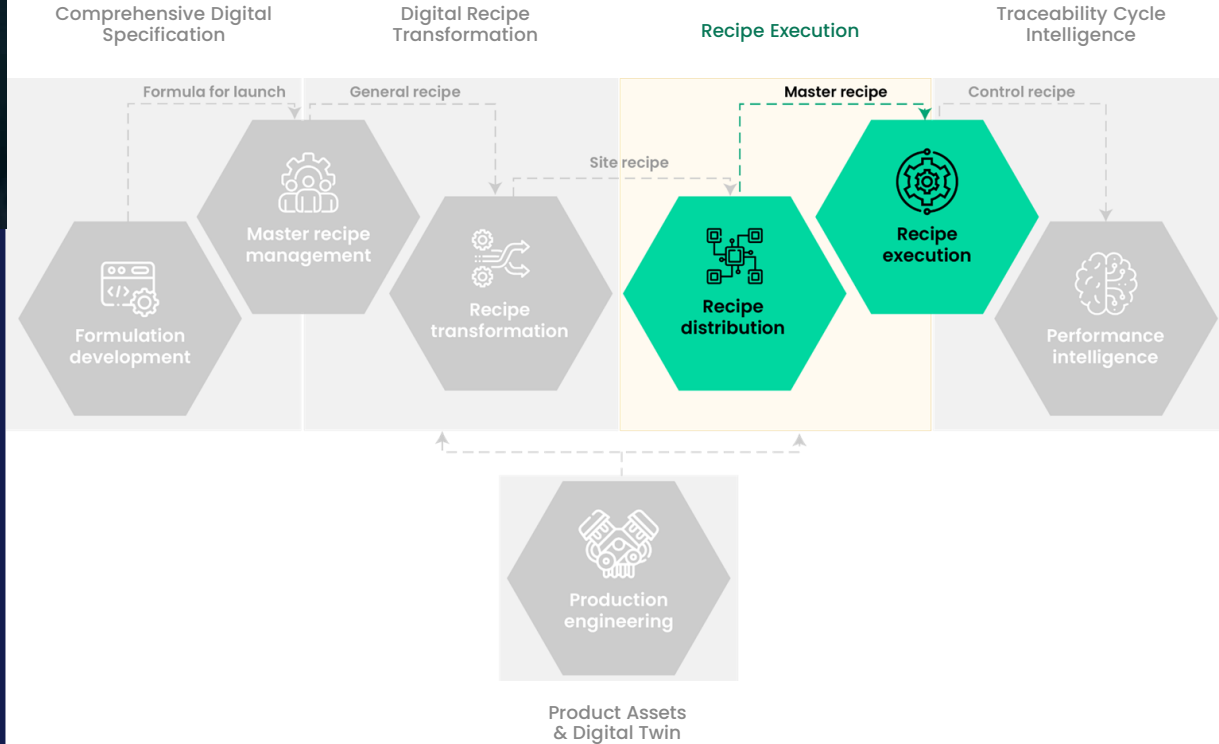 Comprehensive Digital
Specification
Digital Recipe
Transformation
Recipe Execution
Traceability Cycle
Intelligence
Formula for launch
General recipe
Master recipe
Control recipe
Site recipe
Master recipe
management
Recipe
execution
Formulation
development
Recipe
transformation
Recipe
distribution
Performance
intelligence
Production
engineering
Product Assets
& Digital Twin